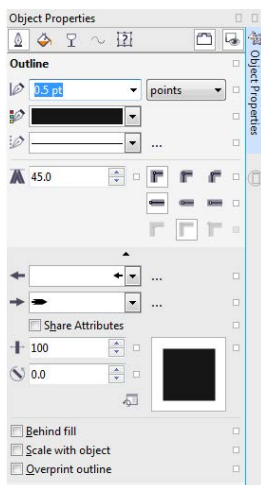 Object Properties
Outline
0.5 pt points
...
45.0
...
...
Share Attributes
100
0.0
Behind fill
Scale with object
Overprint outline
Object Properties